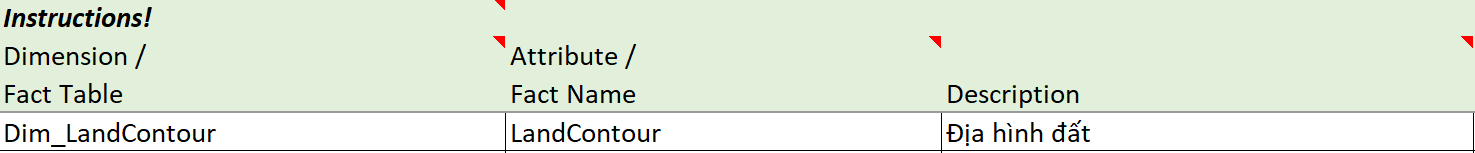 Instructions!
Dimension / Attribute /
Fact Table Fact Name Description
Dim_LandContour LandContour Địa hình đất